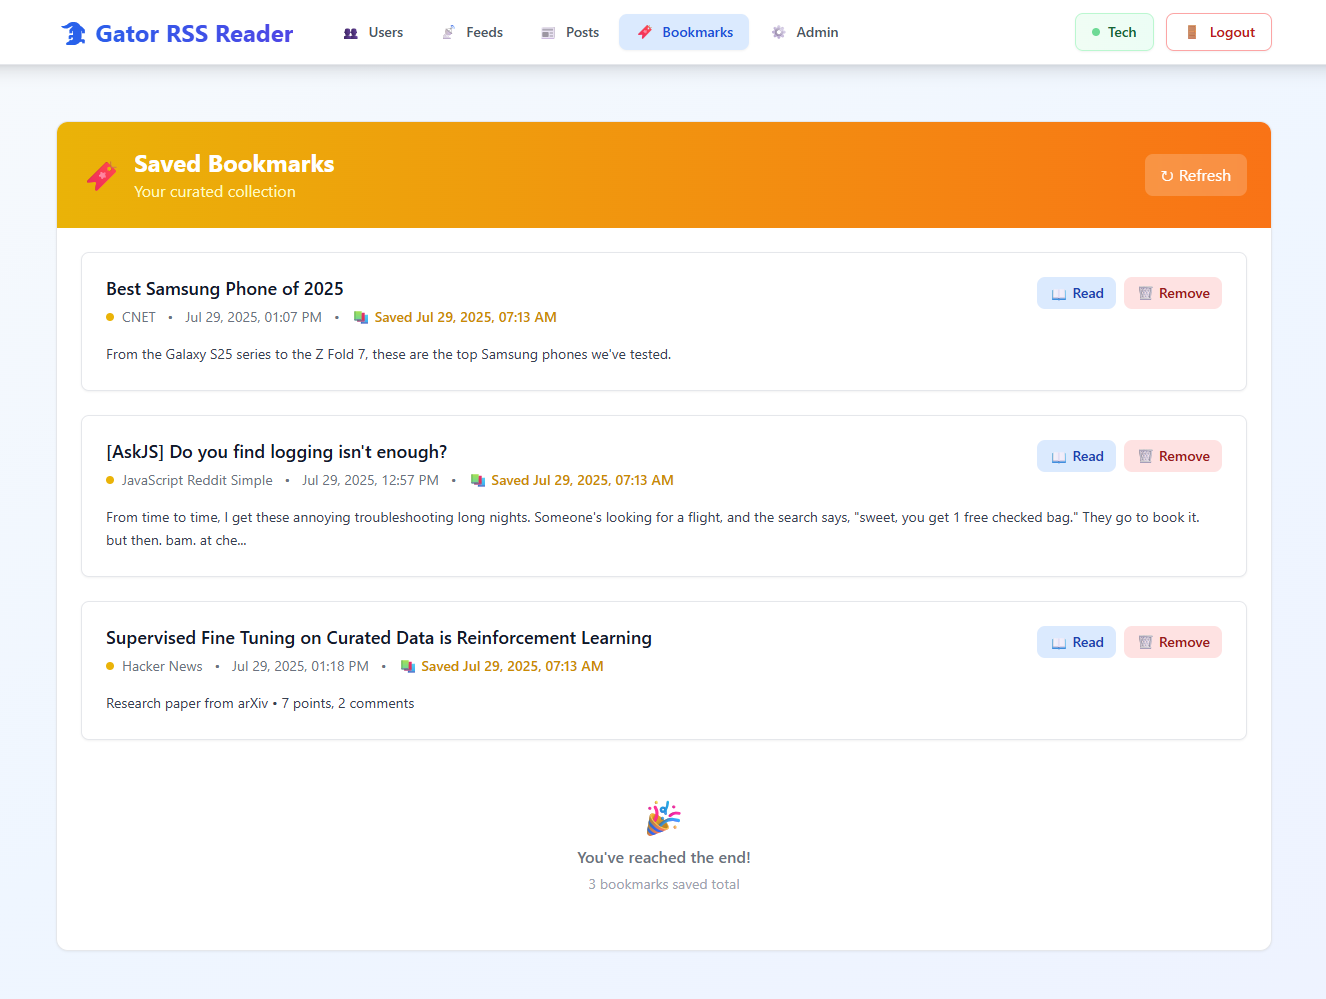 Gator RSS Reader
Users
Feeds
Posts
Bookmarks
Admin
Tech
Logout
Saved Bookmarks
Your curated collection
↻ Refresh
Best Samsung Phone of 2025
CNET • Jul 29, 2025, 01:07 PM • Saved Jul 29, 2025, 07:13 AM
From the Galaxy S25 series to the Z Fold 7, these are the top Samsung phones we've tested.
Read
Remove
[AskJS] Do you find logging isn't enough?
JavaScript Reddit Simple • Jul 29, 2025, 12:57 PM • Saved Jul 29, 2025, 07:13 AM
From time to time, I get these annoying troubleshooting long nights. Someone's looking for a flight, and the search says, "sweet, you get 1 free checked bag." They go to book it.
but then. bam. at che...
Read
Remove
Supervised Fine Tuning on Curated Data is Reinforcement Learning
Hacker News • Jul 29, 2025, 01:18 PM • Saved Jul 29, 2025, 07:13 AM
Research paper from arXiv • 7 points, 2 comments
Read
Remove
You've reached the end!
3 bookmarks saved total